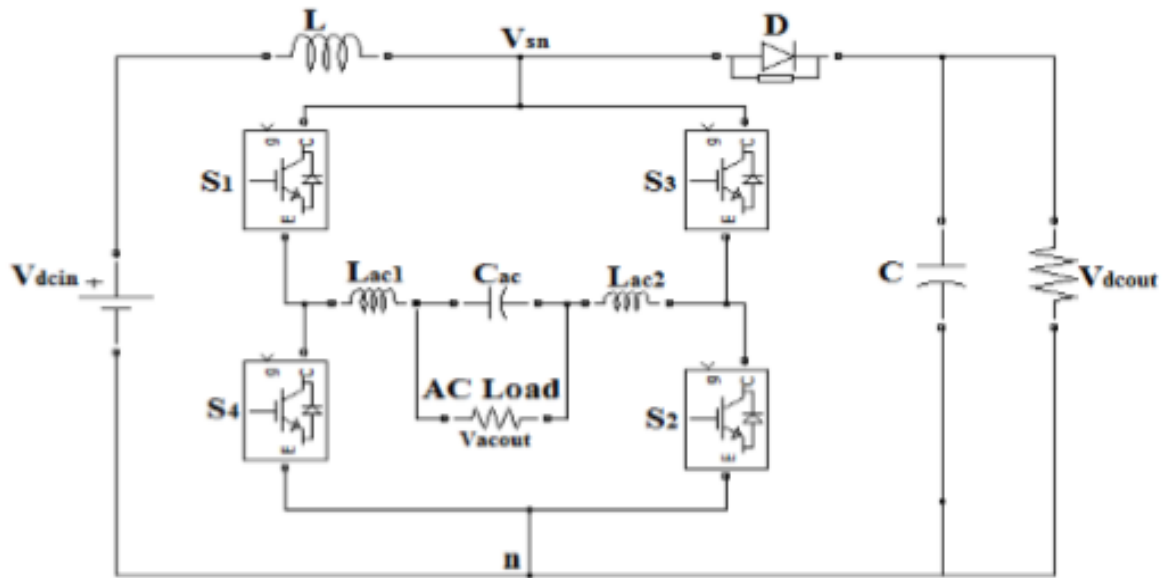 L
Vsn
D
g
C
E
S1
g
C
E
S3
Vdcin +
Lac1
Cac
Lac2
C
Vdcout
g
C
E
S4
AC Load
Vacout
g
C
E
S2
n